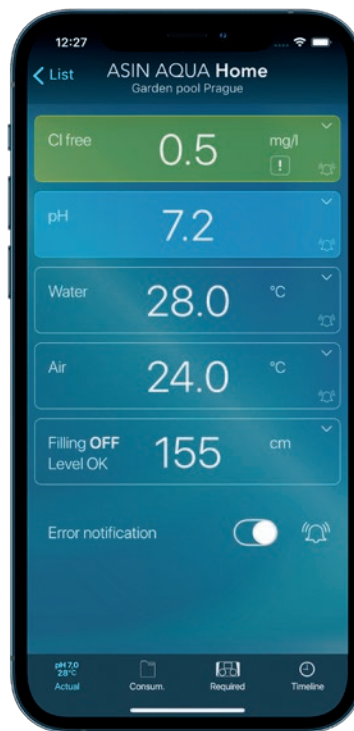 12:27
List
ASIN AQUA Home
Garden pool Prague
Cl free 0.5 mg/l
!
pH 7.2
Water 28.0 °C
Air 24.0 °C
Filling OFF
Level OK
155 cm
Error notification
pH 7,0
28°C
Actual Consum. Required Timeline